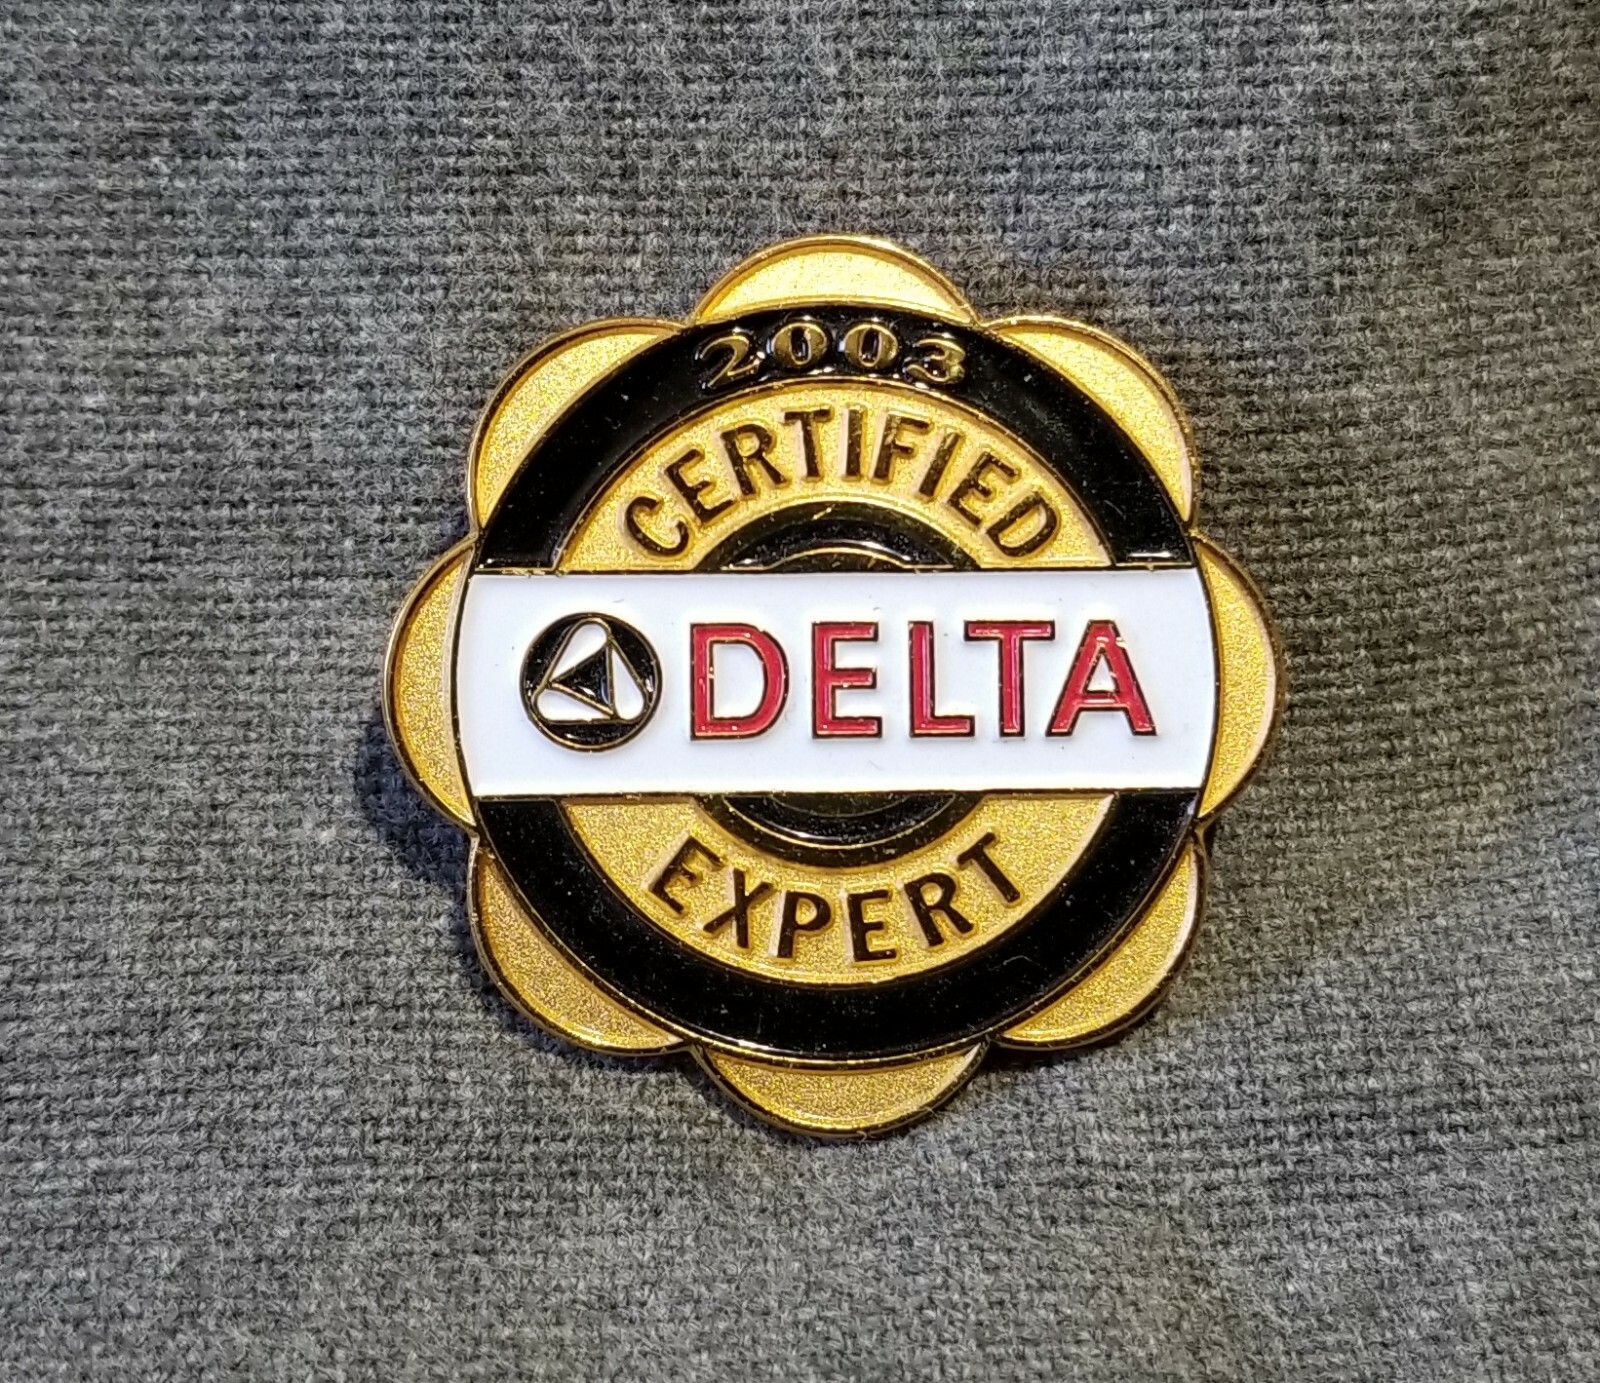 2003
CERTIFIED
DELTA
EXPERT